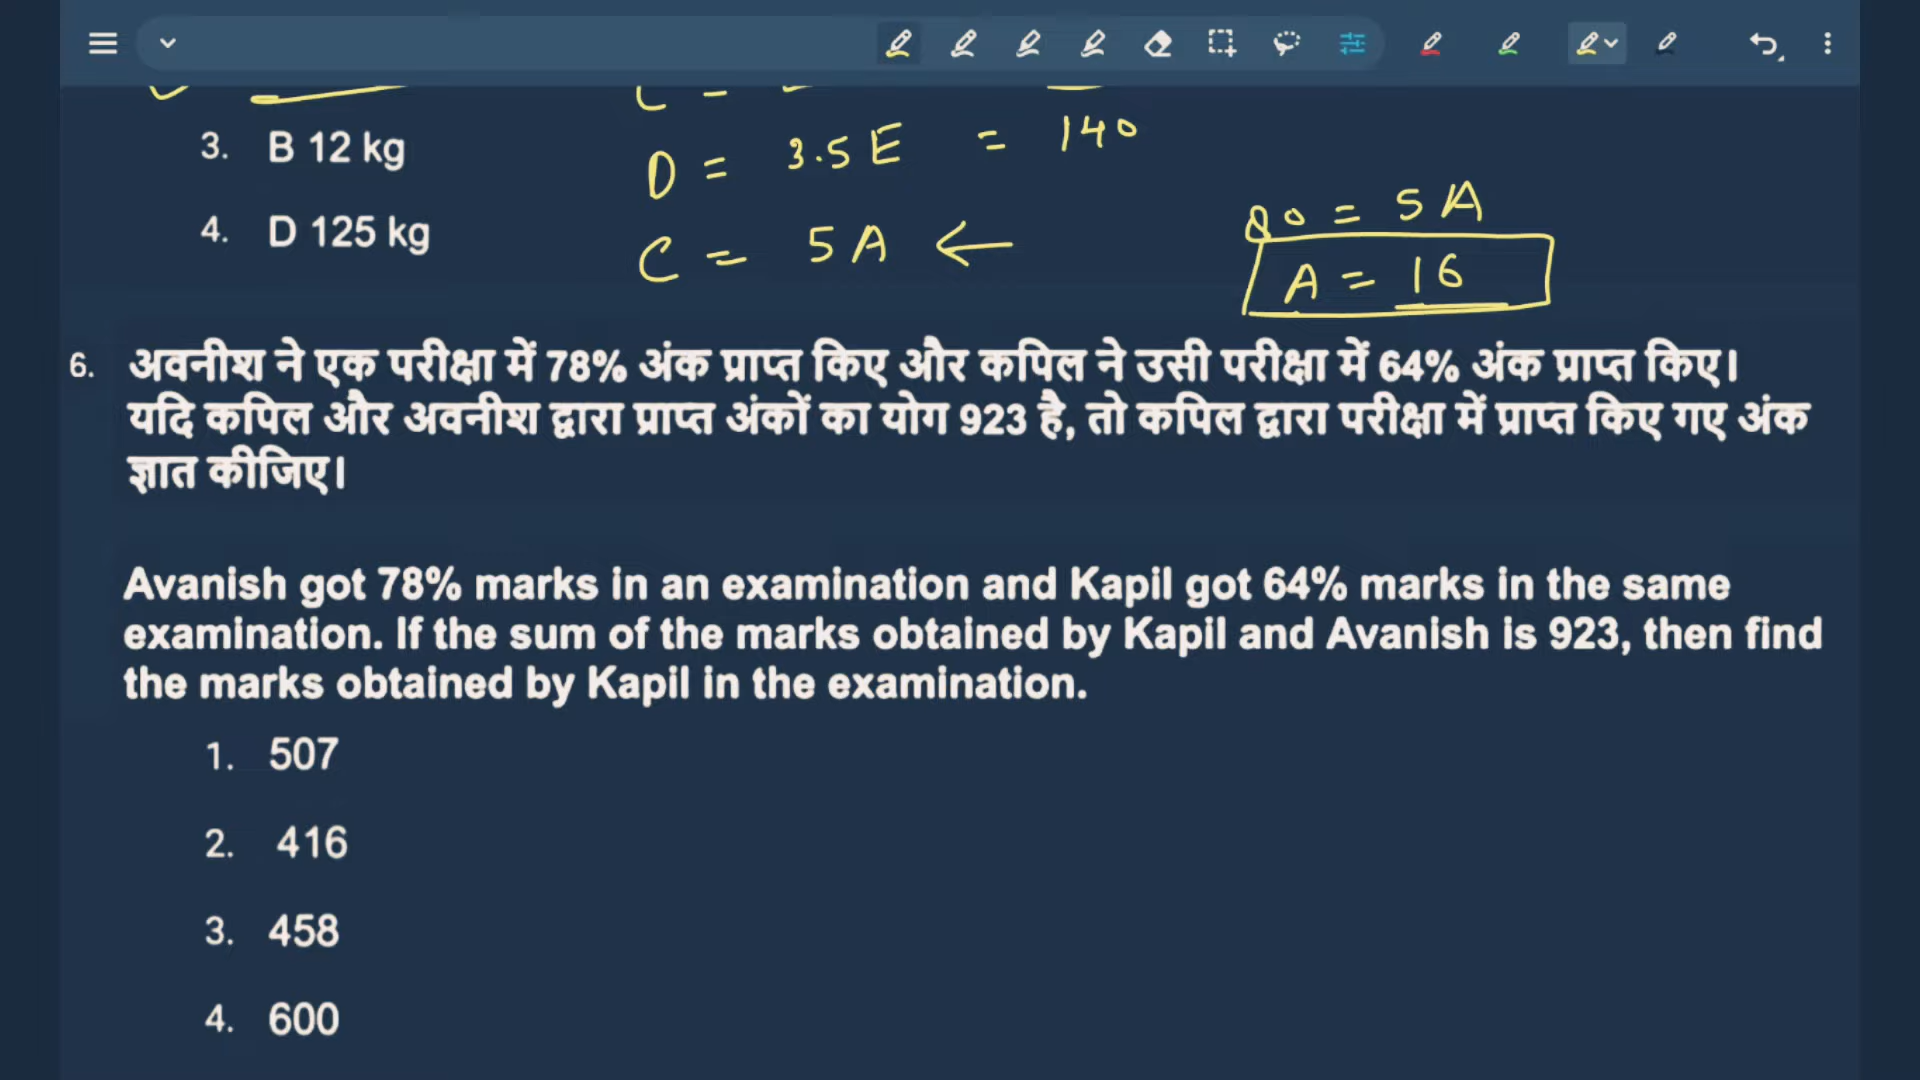 3. B 12 kg
4. D 125 kg
D = 3.5 E = 140
C = 5 A ←
80 = 5 A
A = 16
6. अवनीश ने एक परीक्षा में 78% अंक प्राप्त किए और कपिल ने उसी परीक्षा में 64% अंक प्राप्त किए।
यदि कपिल और अवनीश द्वारा प्राप्त अंकों का योग 923 है, तो कपिल द्वारा परीक्षा में प्राप्त किए गए अंक
ज्ञात कीजिए।
Avanish got 78% marks in an examination and Kapil got 64% marks in the same
examination. If the sum of the marks obtained by Kapil and Avanish is 923, then find
the marks obtained by Kapil in the examination.
1. 507
2. 416
3. 458
4. 600